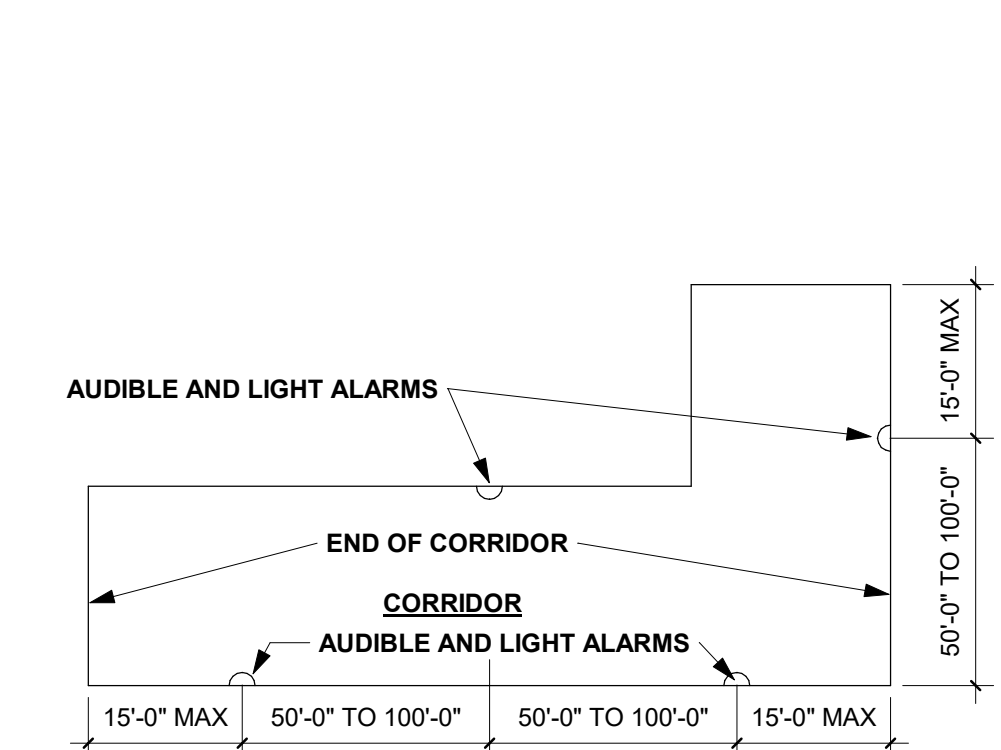 15'-0" MAX
AUDIBLE AND LIGHT ALARMS
50'-0" TO 100'-0"
END OF CORRIDOR
CORRIDOR
AUDIBLE AND LIGHT ALARMS
15'-0" MAX
50'-0" TO 100'-0"
50'-0" TO 100'-0"
15'-0" MAX